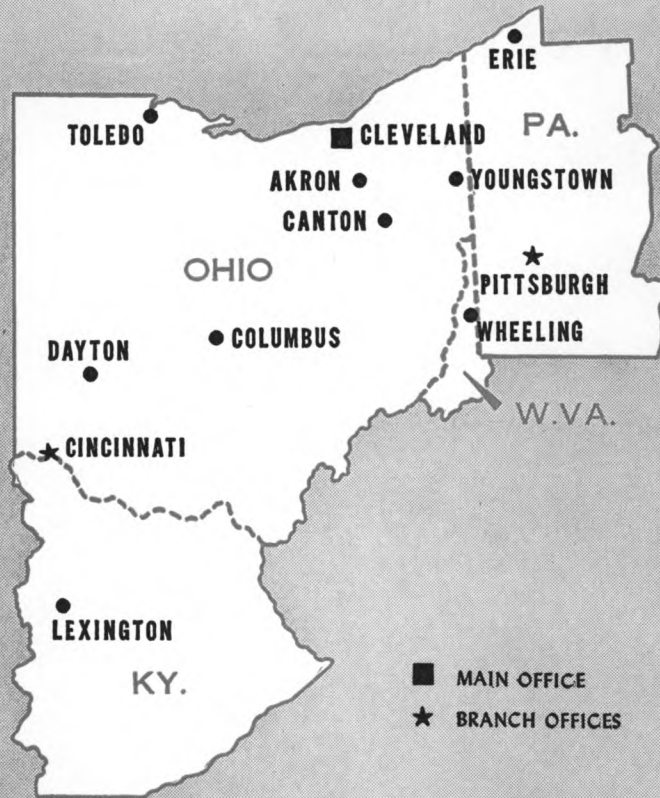 ERIE
PA.
TOLEDO
CLEVELAND
AKRON
YOUNGSTOWN
CANTON
OHIO
PITTSBURGH
COLUMBUS
WHEELING
DAYTON
W.VA.
CINCINNATI
LEXINGTON
KY.
MAIN OFFICE
BRANCH OFFICES